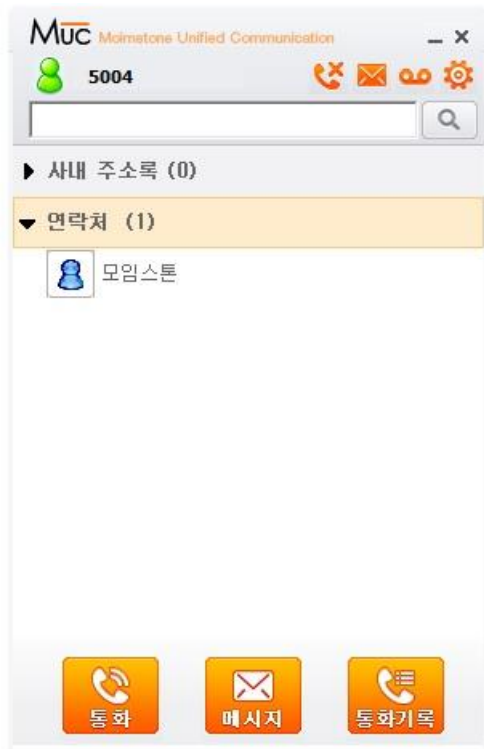 MUC Moimstone Unified Communication
5004
사내 주소록 (0)
연락처 (1)
모임스톤
통화
메시지
통화기록